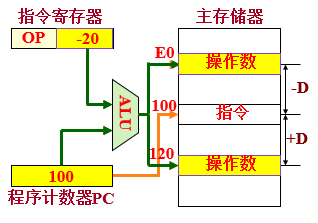 指令寄存器
主存储器
OP
-20
E0
操作数
-D
ALU
100
指令
+D
120
操作数
100
程序计数器PC